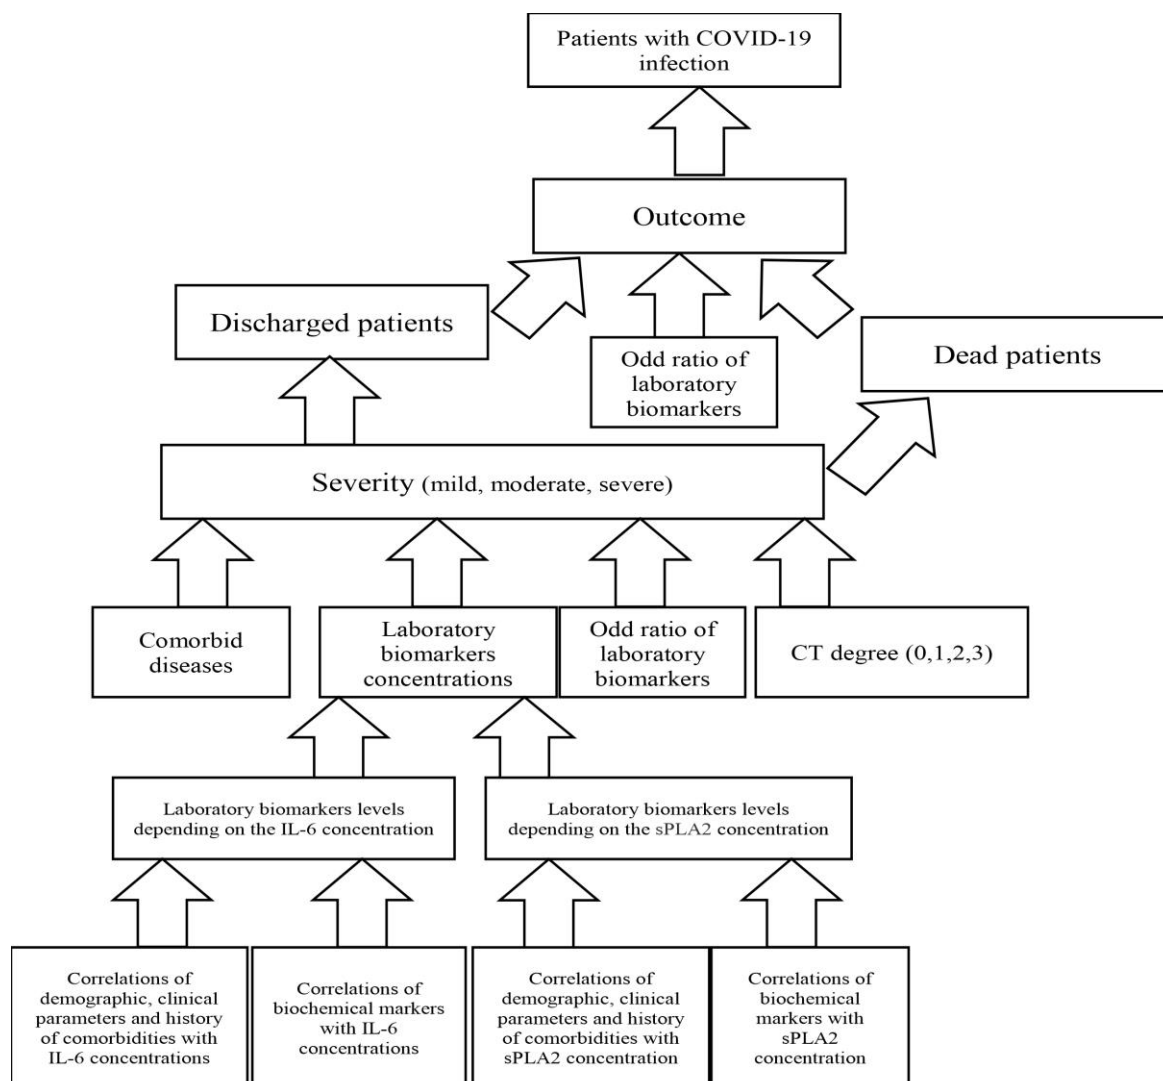 Patients with COVID-19
infection
Outcome
Discharged patients
Odd ratio of
laboratory
biomarkers
Dead patients
Severity (mild, moderate, severe)
Comorbid
diseases
Laboratory
biomarkers
concentrations
Odd ratio of
laboratory
biomarkers
CT degree (0,1,2,3)
Laboratory biomarkers levels
depending on the IL-6 concentration
Laboratory biomarkers levels
depending on the sPLA2 concentration
Correlations of
demographic, clinical
parameters and history
of comorbidities with
IL-6 concentrations
Correlations of
biochemical markers
with IL-6
concentrations
Correlations of
demographic, clinical
parameters and history
of comorbidities with
sPLA2 concentration
Correlations of
biochemical
markers with
sPLA2
concentration